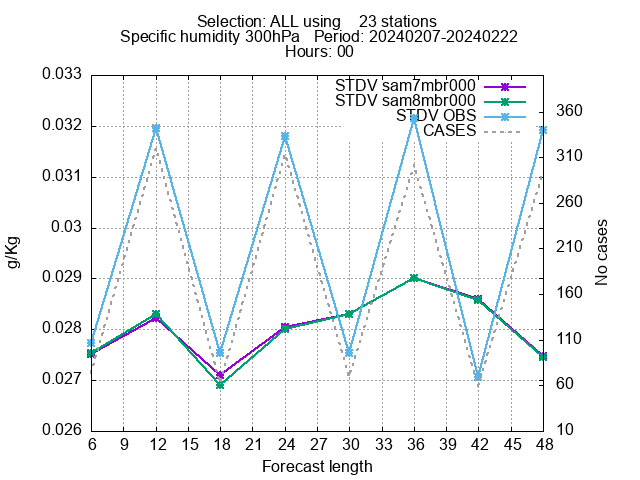 Selection: ALL using    23 stations
Specific humidity 300hPa   Period: 20240207-20240222
Hours: 00
STDV sam7mbr000
STDV sam8mbr000
STDV OBS
CASES
0.033
0.032
0.031
0.03
0.029
0.028
0.027
0.026
g/Kg
360
310
260
210
160
110
60
10
No cases
6 9 12 15 18 21 24 27 30 33 36 39 42 45 48
Forecast length